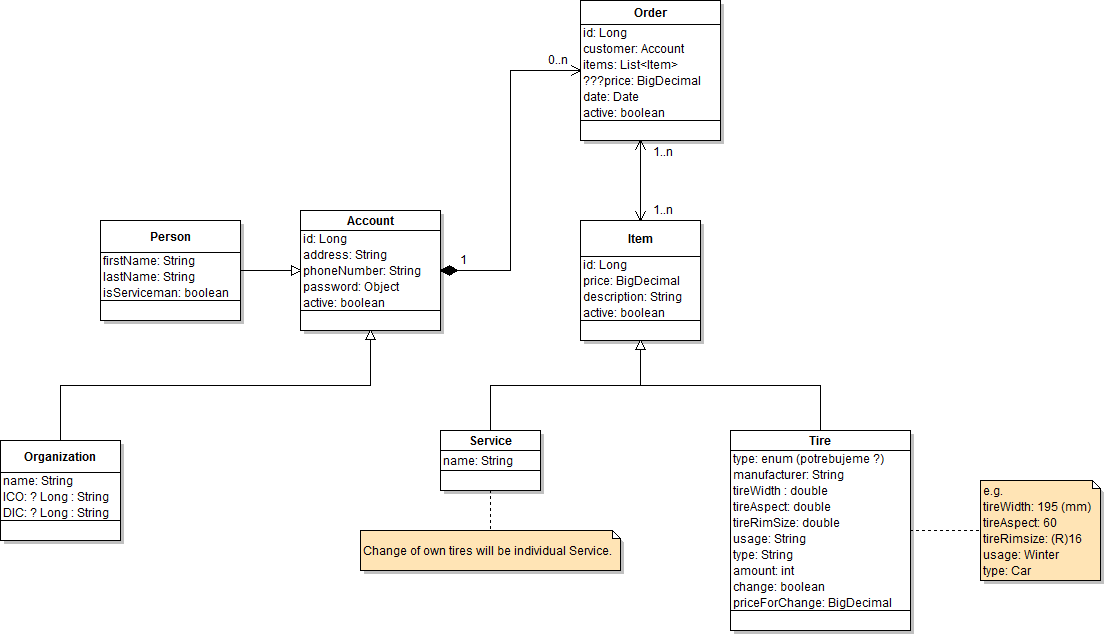 Order
id: Long
customer: Account
items: List<Item>
???price: BigDecimal
date: Date
active: boolean
0..n
1..n
1..n
Person
firstName: String
lastName: String
isServiceman: boolean
Account
id: Long
address: String
phoneNumber: String
password: Object
active: boolean
1
Item
id: Long
price: BigDecimal
description: String
active: boolean
Organization
name: String
ICO: ? Long : String
DIC: ? Long : String
Service
name: String
Change of own tires will be individual Service.
Tire
type: enum (potrebujeme ?)
manufacturer: String
tireWidth : double
tireAspect: double
tireRimSize: double
usage: String
type: String
amount: int
change: boolean
priceForChange: BigDecimal
e.g.
tireWidth: 195 (mm)
tireAspect: 60
tireRimsize: (R)16
usage: Winter
type: Car